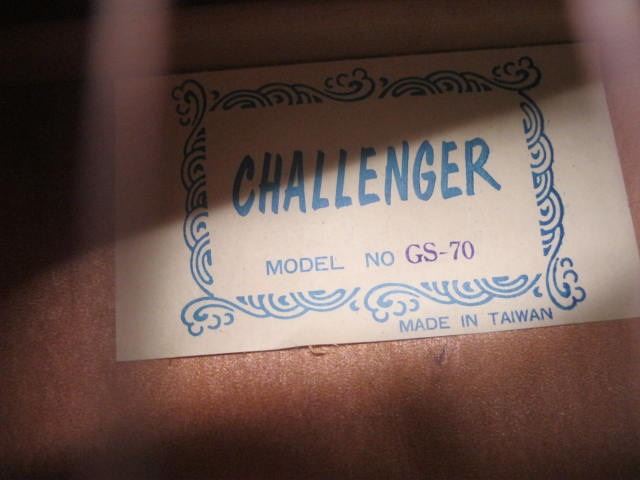 CHALLENGER
MODEL NO GS-70
MADE IN TAIWAN